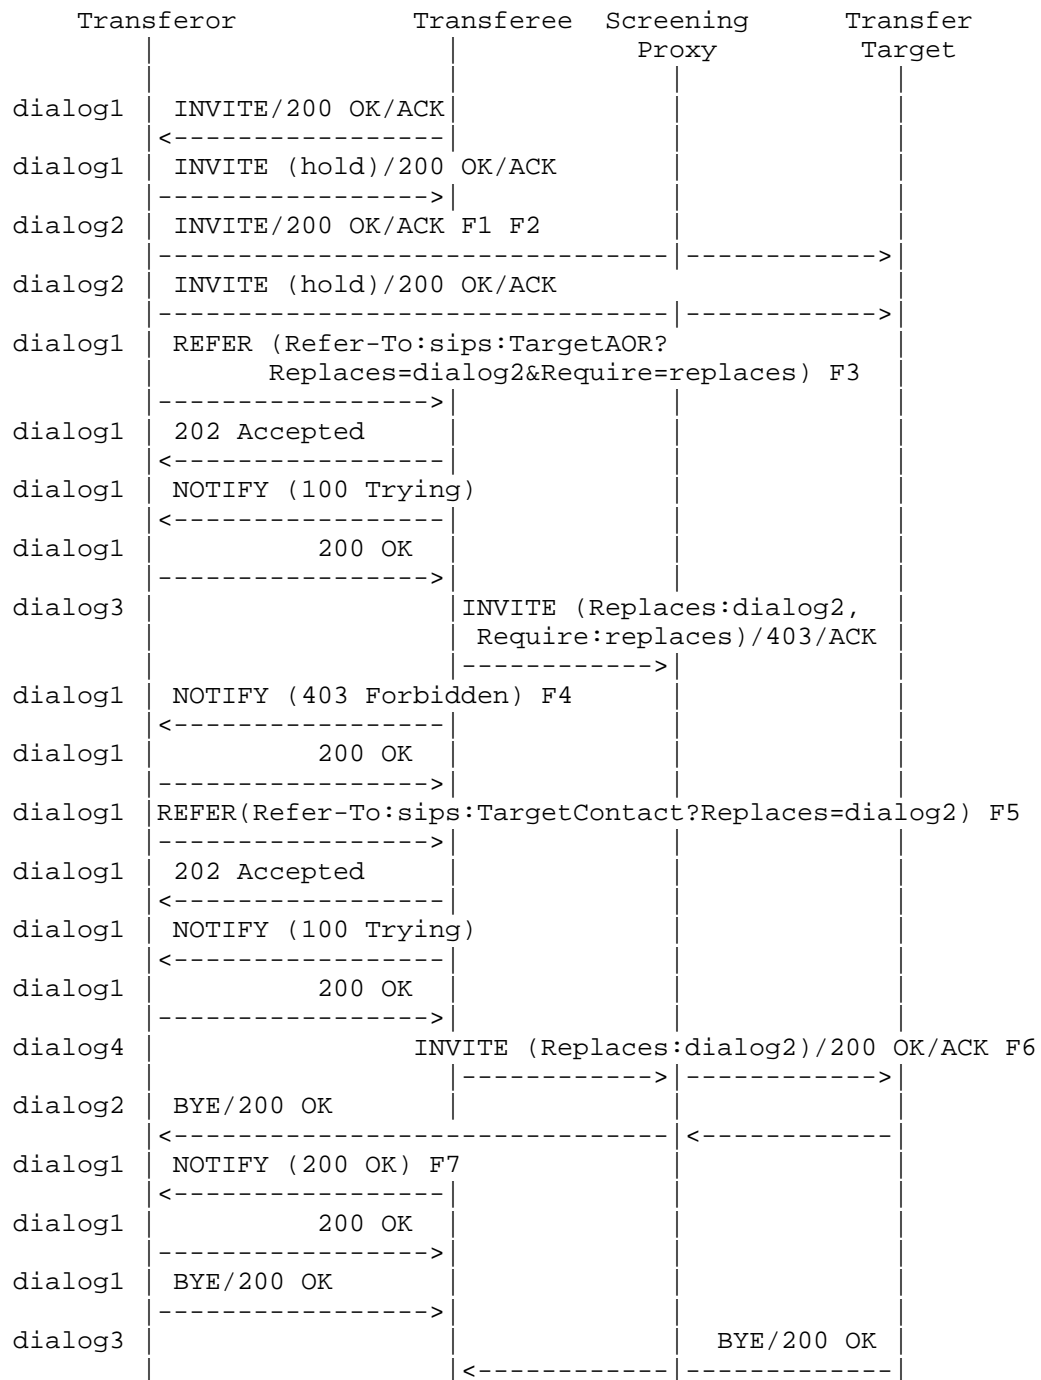 Transferor Transferee Screening Transfer
Proxy Target
dialog1 INVITE/200 OK/ACK
dialog1 INVITE (hold)/200 OK/ACK
dialog2 INVITE/200 OK/ACK F1 F2
dialog2 INVITE (hold)/200 OK/ACK
dialog1 REFER (Refer-To:sips:TargetAOR?
Replaces=dialog2&Require=replaces) F3
dialog1 202 Accepted
dialog1 NOTIFY (100 Trying)
dialog1 200 OK
dialog3 INVITE (Replaces:dialog2,
Require:replaces)/403/ACK
dialog1 NOTIFY (403 Forbidden) F4
dialog1 200 OK
dialog1 REFER(Refer-To:sips:TargetContact?Replaces=dialog2) F5
dialog1 202 Accepted
dialog1 NOTIFY (100 Trying)
dialog1 200 OK
dialog4 INVITE (Replaces:dialog2)/200 OK/ACK F6
dialog2 BYE/200 OK
dialog1 NOTIFY (200 OK) F7
dialog1 200 OK
dialog1 BYE/200 OK
dialog3 BYE/200 OK